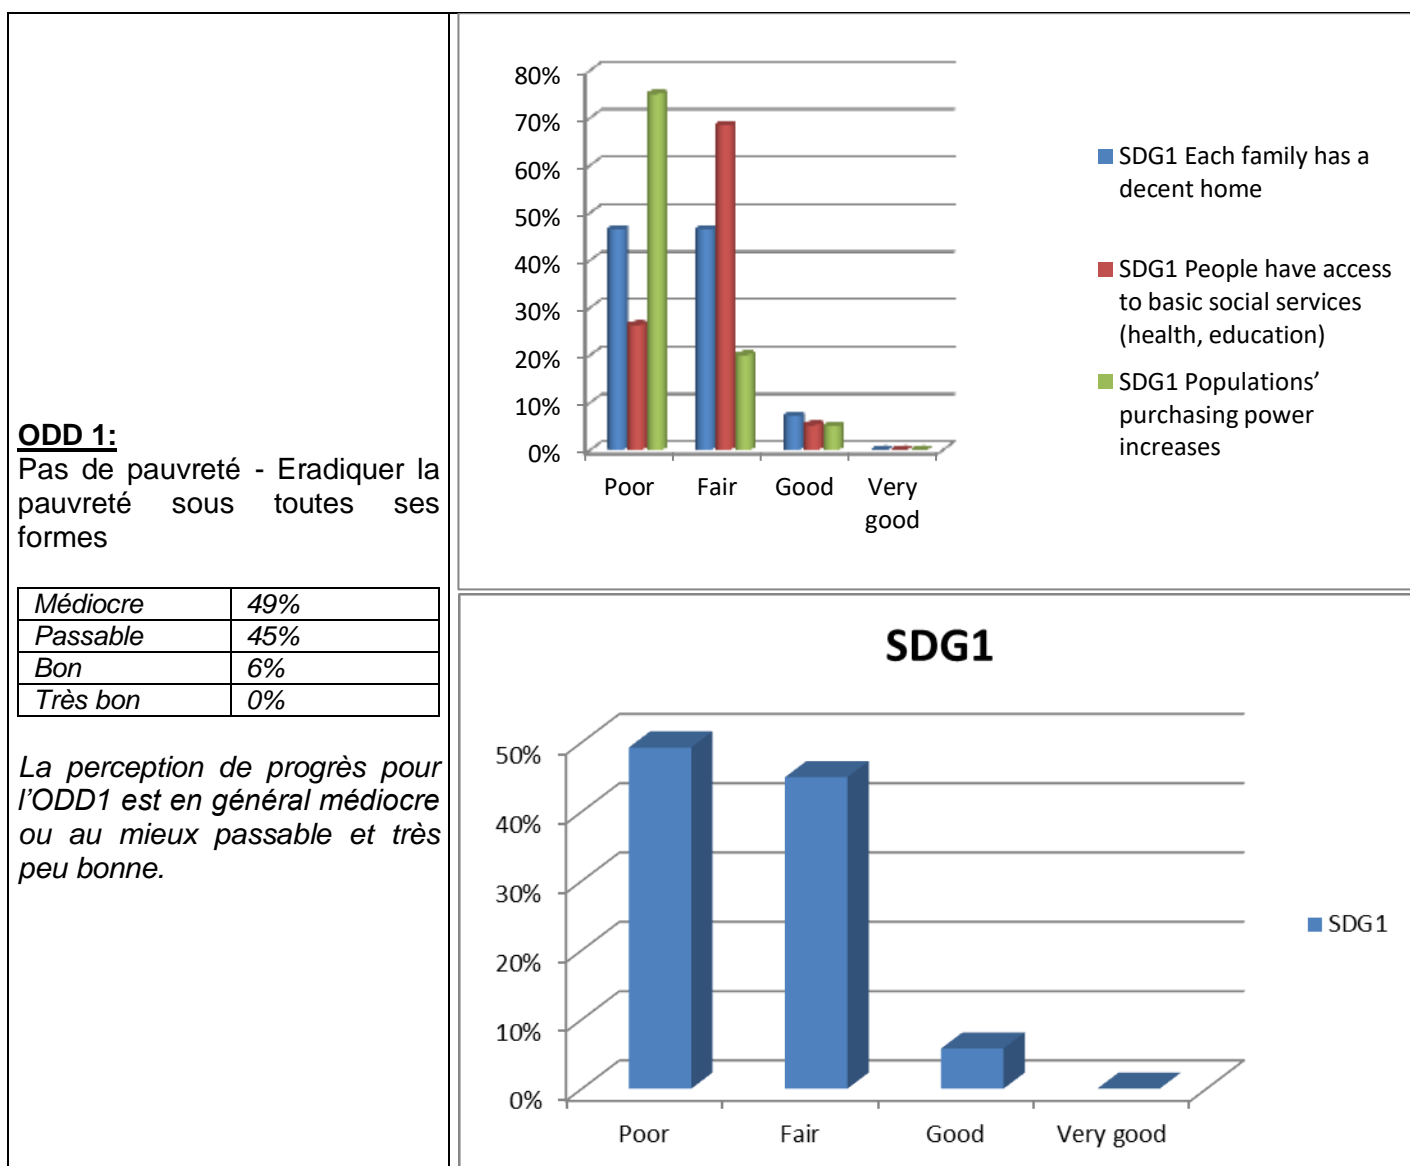 ODD 1:
Pas de pauvreté - Eradiquer la
pauvreté sous toutes ses
formes
Médiocre 49%
Passable 45%
Bon 6%
Très bon 0%
La perception de progrès pour
l’ODD1 est en général médiocre
ou au mieux passable et très
peu bonne.
80%
70%
60%
50%
40%
30%
20%
10%
0%
Poor Fair Good Very
good
SDG1 Each family has a
decent home
SDG1 People have access
to basic social services
(health, education)
SDG1 Populations’
purchasing power
increases
SDG1
50%
40%
30%
20%
10%
0%
Poor Fair Good Very good
SDG1